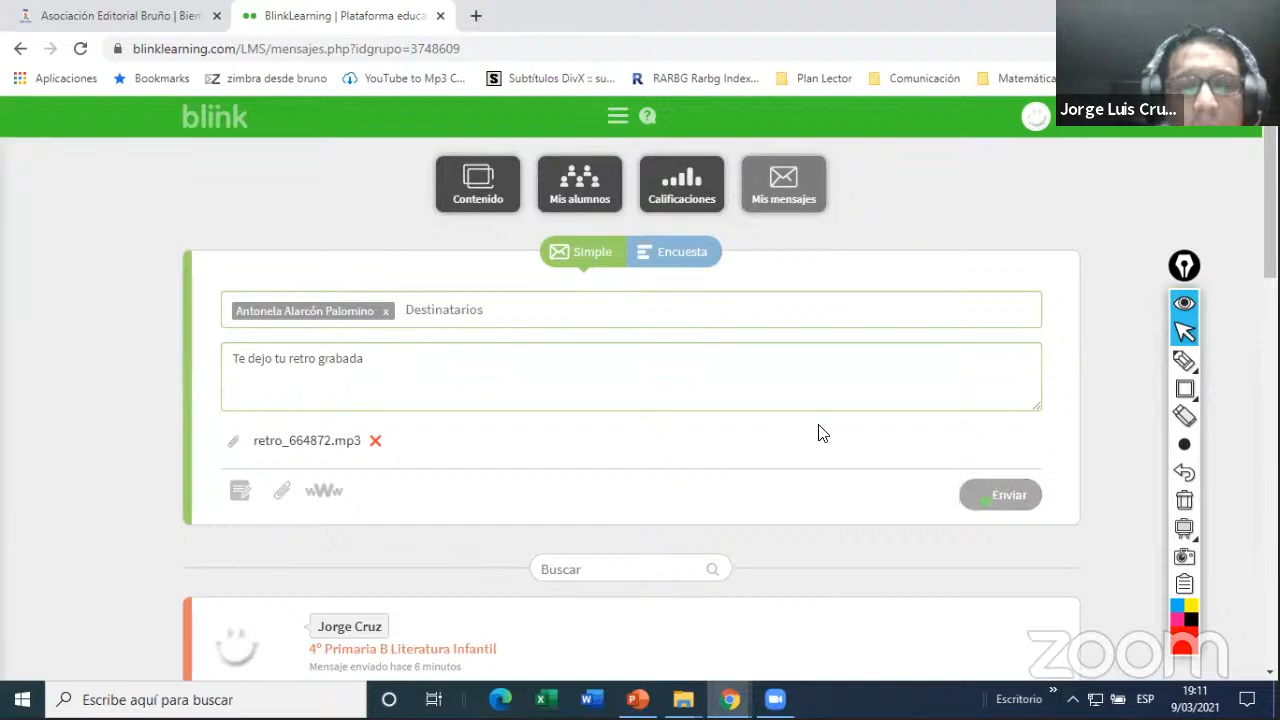 Asociación Editorial Bruño | Bien
BlinkLearning | Plataforma educa
blinklearning.com/LMS/mensajes.php?idgrupo=3748609
Aplicaciones
Bookmarks
zimbra desde bruno
YouTube to Mp3 C...
Subtítulos DivX :: su...
RARBG Rarbg Index...
Plan Lector
Comunicación
Matemática
Jorge Luis Cru...
blink
Contenido
Mis alumnos
Calificaciones
Mis mensajes
Simple
Encuesta
Antonela Alarcón Palomino x
Destinatarios
Te dejo tu retro grabada
retro_664872.mp3
wWw
Enviar
Buscar
Jorge Cruz
4º Primaria B Literatura Infantil
Mensaje enviado hace 6 minutos
zoom
Escribe aquí para buscar
Escritorio
ESP
19:11
9/03/2021